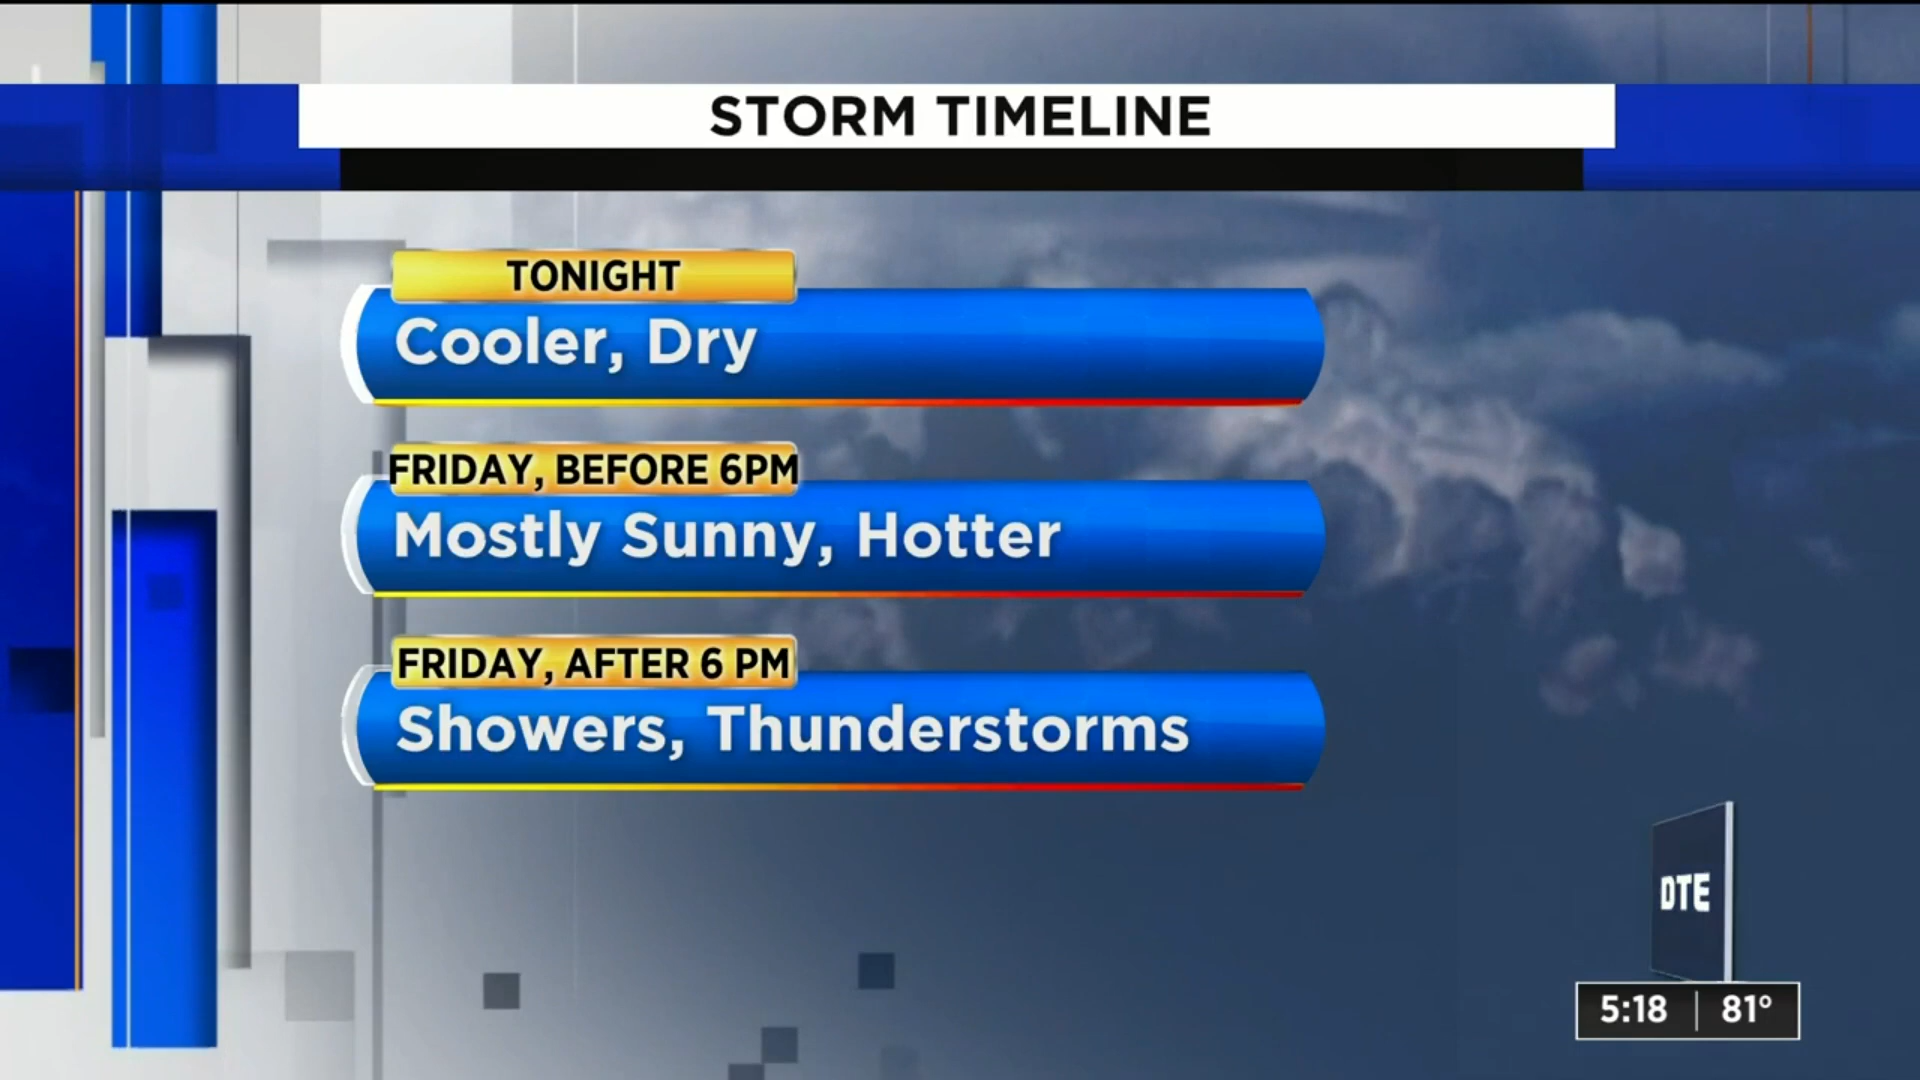 STORM TIMELINE
TONIGHT
Cooler, Dry
FRIDAY, BEFORE 6PM
Mostly Sunny, Hotter
FRIDAY, AFTER 6 PM
Showers, Thunderstorms
DTE
5:18 81°